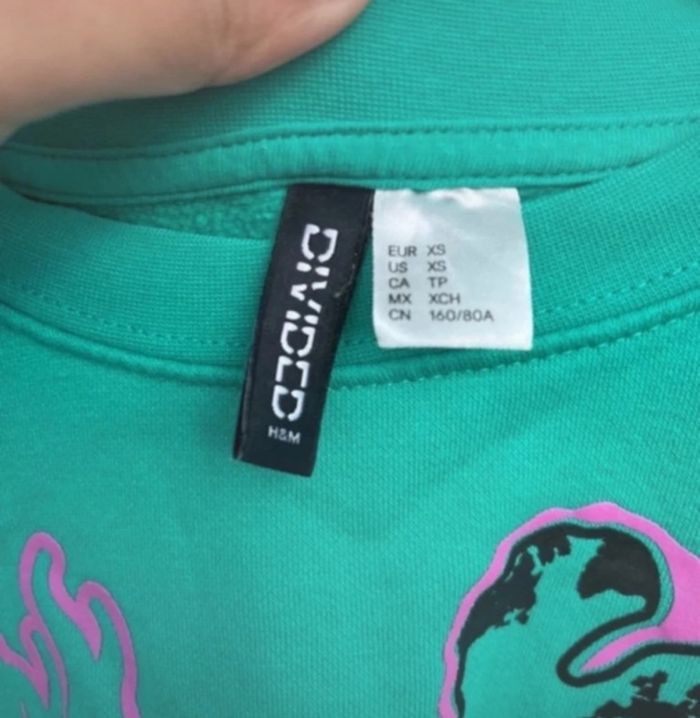 DIVIDED
H&M
EUR XS
US XS
CA TP
MX XCH
CN 160/80A